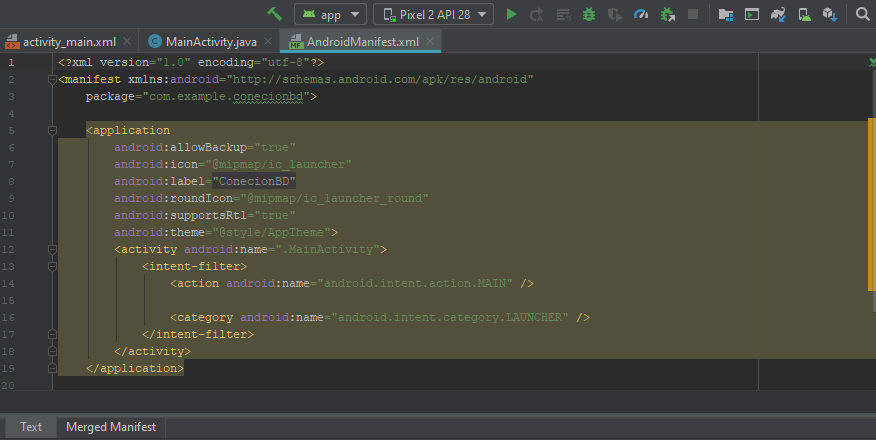 app
Pixel 2 API 28
activity_main.xml
MainActivity.java
AndroidManifest.xml
1 <?xml version="1.0" encoding="utf-8"?>
2 <manifest xmlns:android="http://schemas.android.com/apk/res/android"
3     package="com.example.conecionbd">
4
5     <application
6         android:allowBackup="true"
7         android:icon="@mipmap/ic_launcher"
8         android:label="ConecionBD"
9         android:roundIcon="@mipmap/ic_launcher_round"
10         android:supportsRtl="true"
11         android:theme="@style/AppTheme">
12         <activity android:name=".MainActivity">
13             <intent-filter>
14                 <action android:name="android.intent.action.MAIN" />
15
16                 <category android:name="android.intent.category.LAUNCHER" />
17             </intent-filter>
18         </activity>
19     </application>
20
Text
Merged Manifest